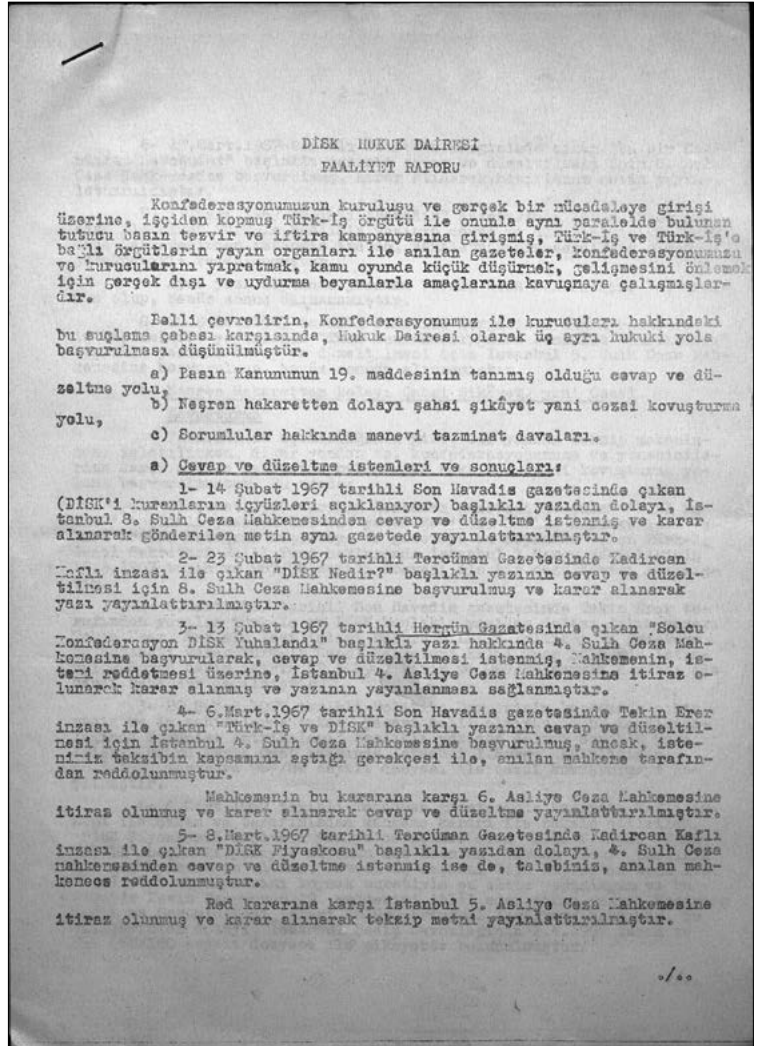 DİSK HUKUK DAİRESİ
FAALİYET RAPORU
Konfederasyonumuzun kuruluşu ve gerçek bir mücadeleye girişi
üzerine, işçiden kopmuş Türk-İş örgütü ile onunla aynı paralelde bulunan
tutucu basın tezvir ve iftira kampanyasına girişmiş, Türk-İş ve Türk-İş'e
bağlı örgütlerin yayın organları ile anılan gazeteler, konfederasyonumuzu
ve kurucularını yıpratmak, kamu oyunda küçük düşürmek, gelişmesini önlemek
için gerçek dışı ve uydurma beyanlarla amaçlarına kavuşmaya çalışmışlar-
dır.
Belli çevrelirin, Konfederasyonumuz ile kurucuları hakkındaki
bu suçlama çabası karşısında, Hukuk Dairesi olarak üç ayrı hukuki yola
başvurulması düşünülmüştür.
a) Basın Kanununun 19. maddesinin tanımış olduğu cevap ve dü-
zeltme yolu,
b) Neşren hakaretten dolayı şahsi şikâyet yani cezai kovuşturma
yolu,
c) Sorumlular hakkında manevi tazminat davaları.
a) Cevap ve düzeltme istemleri ve sonuçları:
1- 14 Şubat 1967 tarihli Son Havadis gazetesinde çıkan
(DİSK'i kuranların içyüzleri açıklanıyor) başlıklı yazıdan dolayı, İs-
tanbul 8. Sulh Ceza Mahkemesinden cevap ve düzeltme istenmiş ve karar
alınarak gönderilen metin aynı gazetede yayınlattırılmıştır.
2- 23 Şubat 1967 tarihli Tercüman Gazetesinde Kadircan
Kaflı inzası ile çıkan "DİSK Nedir?" başlıklı yazının cevap ve düzel-
tilmesi için 8. Sulh Ceza Mahkemesine başvurulmuş ve karar alınarak
yazı yayınlattırılmıştır.
3- 13 Şubat 1967 tarihli Hergün Gazatesinde çıkan "Solcu
Konfederasyon DİSK Yuhalandı" başlıklı yazı hakkında 4. Sulh Ceza Mah-
kemesine başvurularak, cevap ve düzeltilmesi istenmiş, Mahkemenin, is-
temi reddetmesi üzerine, İstanbul 4. Asliye Ceza Mahkemesine itiraz o-
lunarak karar alınmış ve yazının yayınlanması sağlanmıştır.
4- 6.Mart.1967 tarihli Son Havadis gazetesinde Tekin Erer
inzası ile çıkan "Türk-İş ve DİSK" başlıklı yazının cevap ve düzeltil-
mesi için İstanbul 4. Sulh Ceza Mahkemesine başvurulmuş, ancak, iste-
nimiz tekzibin kapsamını aştığı gerekçesi ile, anılan mahkeme tarafın-
dan reddolunmuştur.
Mahkemenin bu kararına karşı 6. Asliye Ceza Mahkemesine
itiraz olunmuş ve karar alınarak cevap ve düzeltme yayınlattırılmıştır.
5- 8.Mart.1967 tarihli Tercüman Gazetesinde Kadircan Kaflı
inzası ile çıkan "DİSK Fiyaskosu" başlıklı yazıdan dolayı, 4. Sulh Ceza
mahkemesinden cevap ve düzeltme istenmiş ise de, talebiniz, anılan mah-
kemece reddolunmuştur.
Red kararına karşı İstanbul 5. Asliye Ceza Mahkemesine
itiraz olunmuş ve karar alınarak tekzip metni yayınlattırılmıştır.
./..